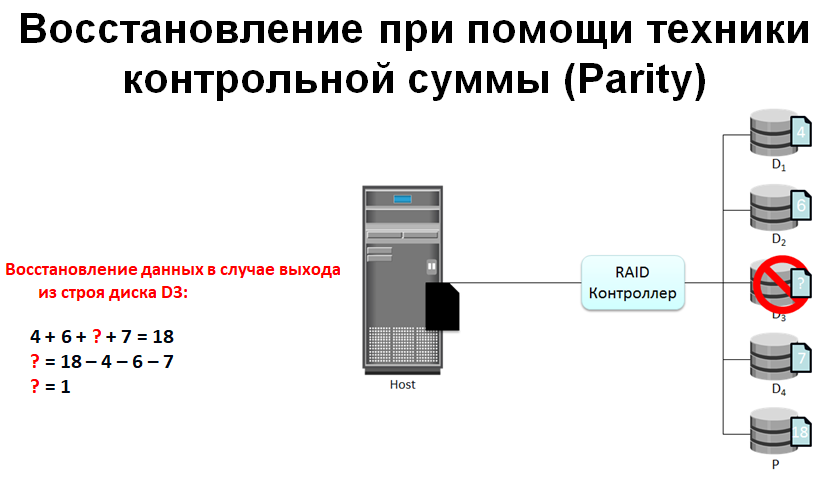 Восстановление при помощи техники
контрольной суммы (Parity)
Восстановление данных в случае выхода
из строя диска D3:
4 + 6 + ? + 7 = 18
? = 18 – 4 – 6 – 7
? = 1
Host
RAID
Контроллер
4
D1
6
D2
?
D3
7
D4
18
P